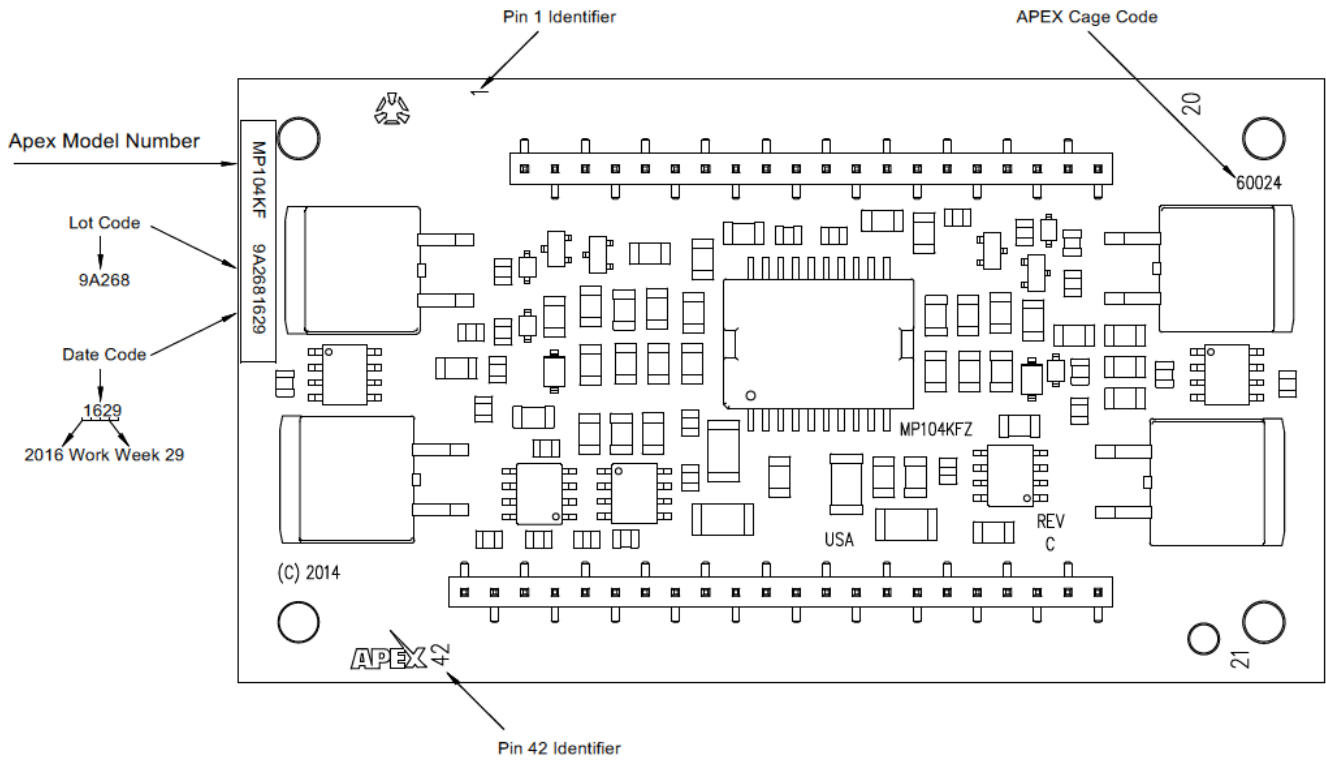 Pin 1 Identifier
APEX Cage Code
1
20
Apex Model Number
MP104KF 9A2681629
60024
Lot Code
9A268
Date Code
1629
2016 Work Week 29
MP104KFZ
USA
REV
C
(C) 2014
APEX
42
21
Pin 42 Identifier